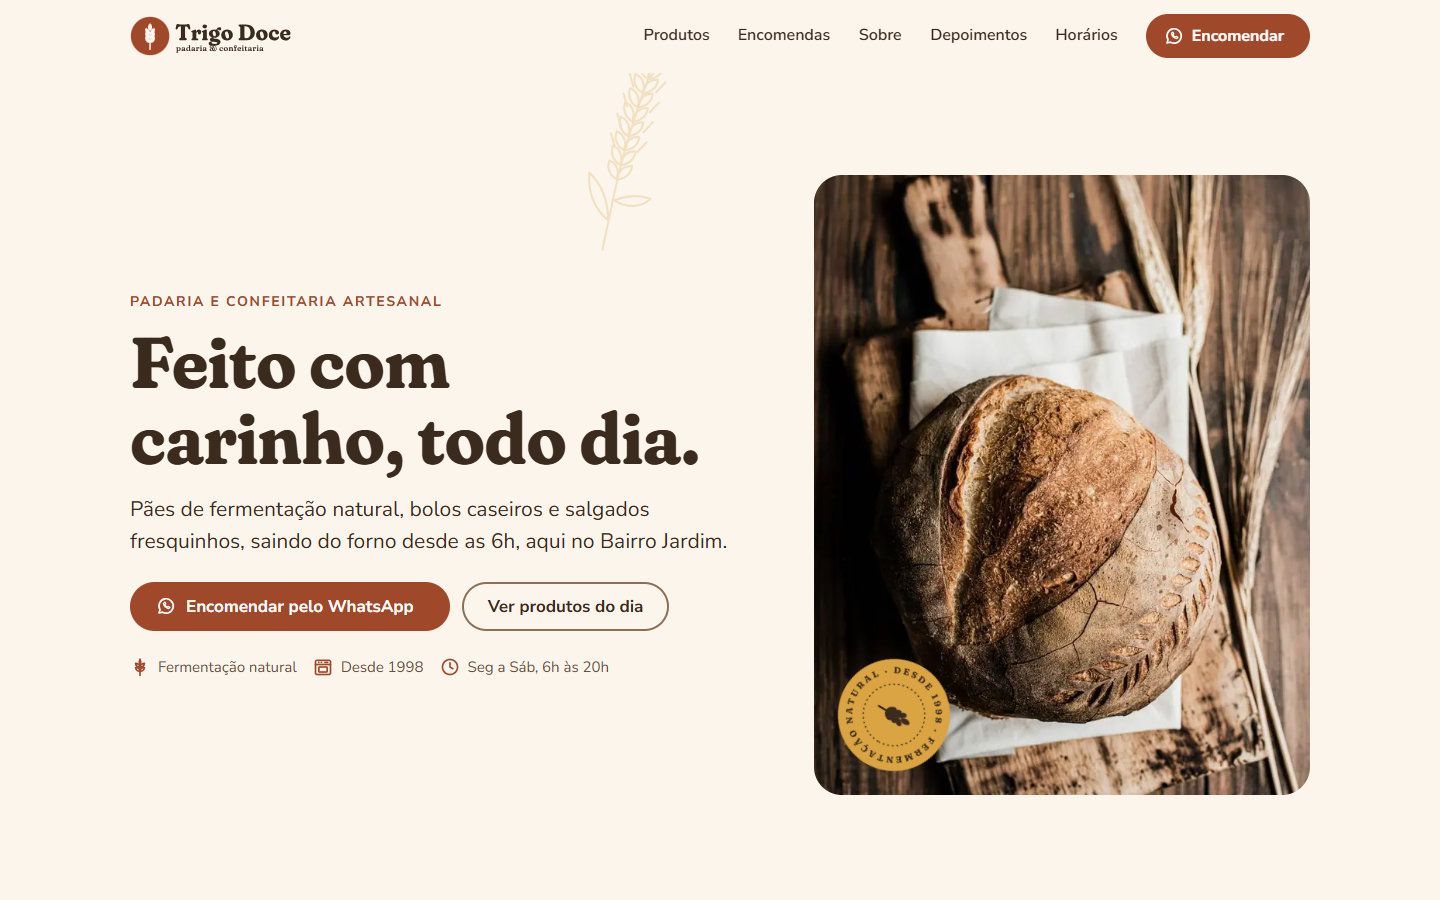 Trigo Doce
padaria & confeitaria
Produtos
Encomendas
Sobre
Depoimentos
Horários
Encomendar
PADARIA E CONFEITARIA ARTESANAL
Feito com
carinho, todo dia.
Pães de fermentação natural, bolos caseiros e salgados
fresquinhos, saindo do forno desde as 6h, aqui no Bairro Jardim.
Encomendar pelo WhatsApp
Ver produtos do dia
Fermentação natural
Desde 1998
Seg a Sáb, 6h às 20h
FERMENTAÇÃO NATURAL · DESDE 1998 ·